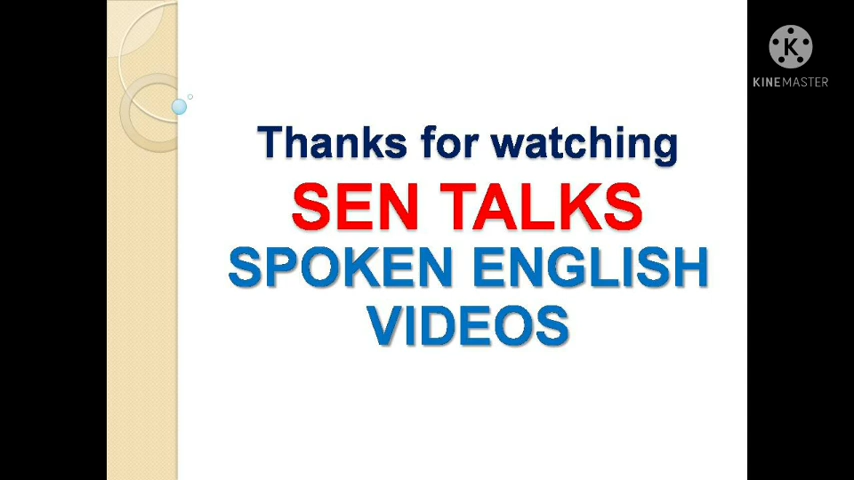 Thanks for watching
SEN TALKS
SPOKEN ENGLISH
VIDEOS
K
KINEMASTER